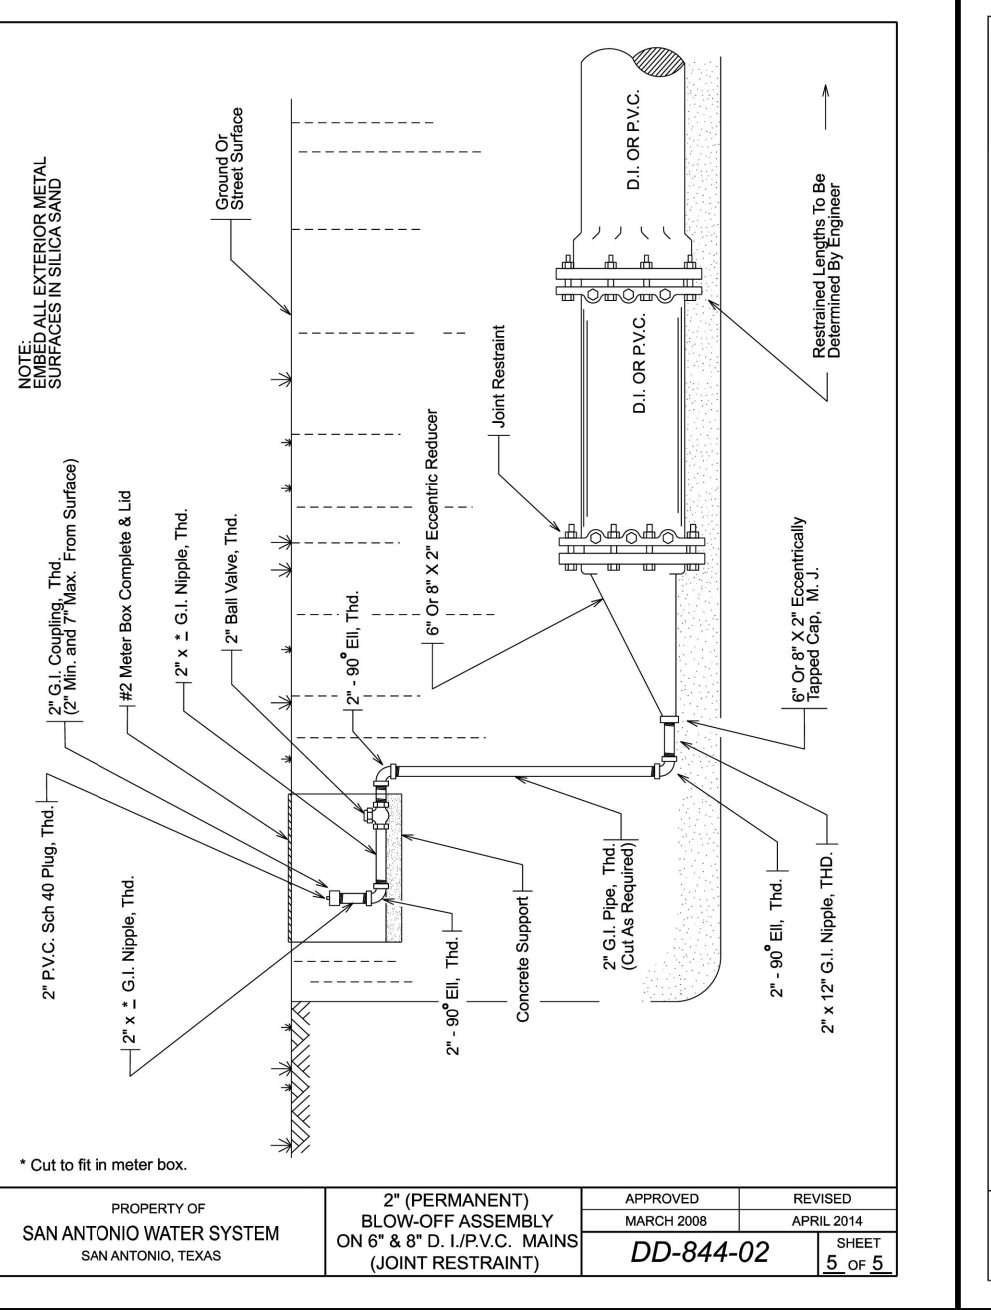 NOTE:
EMBED ALL EXTERIOR METAL
SURFACES IN SILICA SAND
Ground Or
Street Surface
D.I. OR P.V.C.
D.I. OR P.V.C.
Restrained Lengths To Be
Determined By Engineer
Joint Restraint
6" Or 8" X 2" Eccentric Reducer
2" G.I. Coupling, Thd.
(2" Min. and 7" Max. From Surface)
#2 Meter Box Complete & Lid
2" x * _ G.I. Nipple, Thd.
2" Ball Valve, Thd.
2" - 90° Ell, Thd.
6" Or 8" X 2" Eccentrically
Tapped Cap, M. J.
2" P.V.C. Sch 40 Plug, Thd.
2" x * _ G.I. Nipple, Thd.
2" - 90° Ell, Thd.
Concrete Support
2" G.I. Pipe, Thd.
(Cut As Required)
2" - 90° Ell, Thd.
2" x 12" G.I. Nipple, THD.
* Cut to fit in meter box.
PROPERTY OF
SAN ANTONIO WATER SYSTEM
SAN ANTONIO, TEXAS
2" (PERMANENT)
BLOW-OFF ASSEMBLY
ON 6" & 8" D. I./P.V.C. MAINS
(JOINT RESTRAINT)
APPROVED
MARCH 2008
REVISED
APRIL 2014
DD-844-02
SHEET
5 OF 5